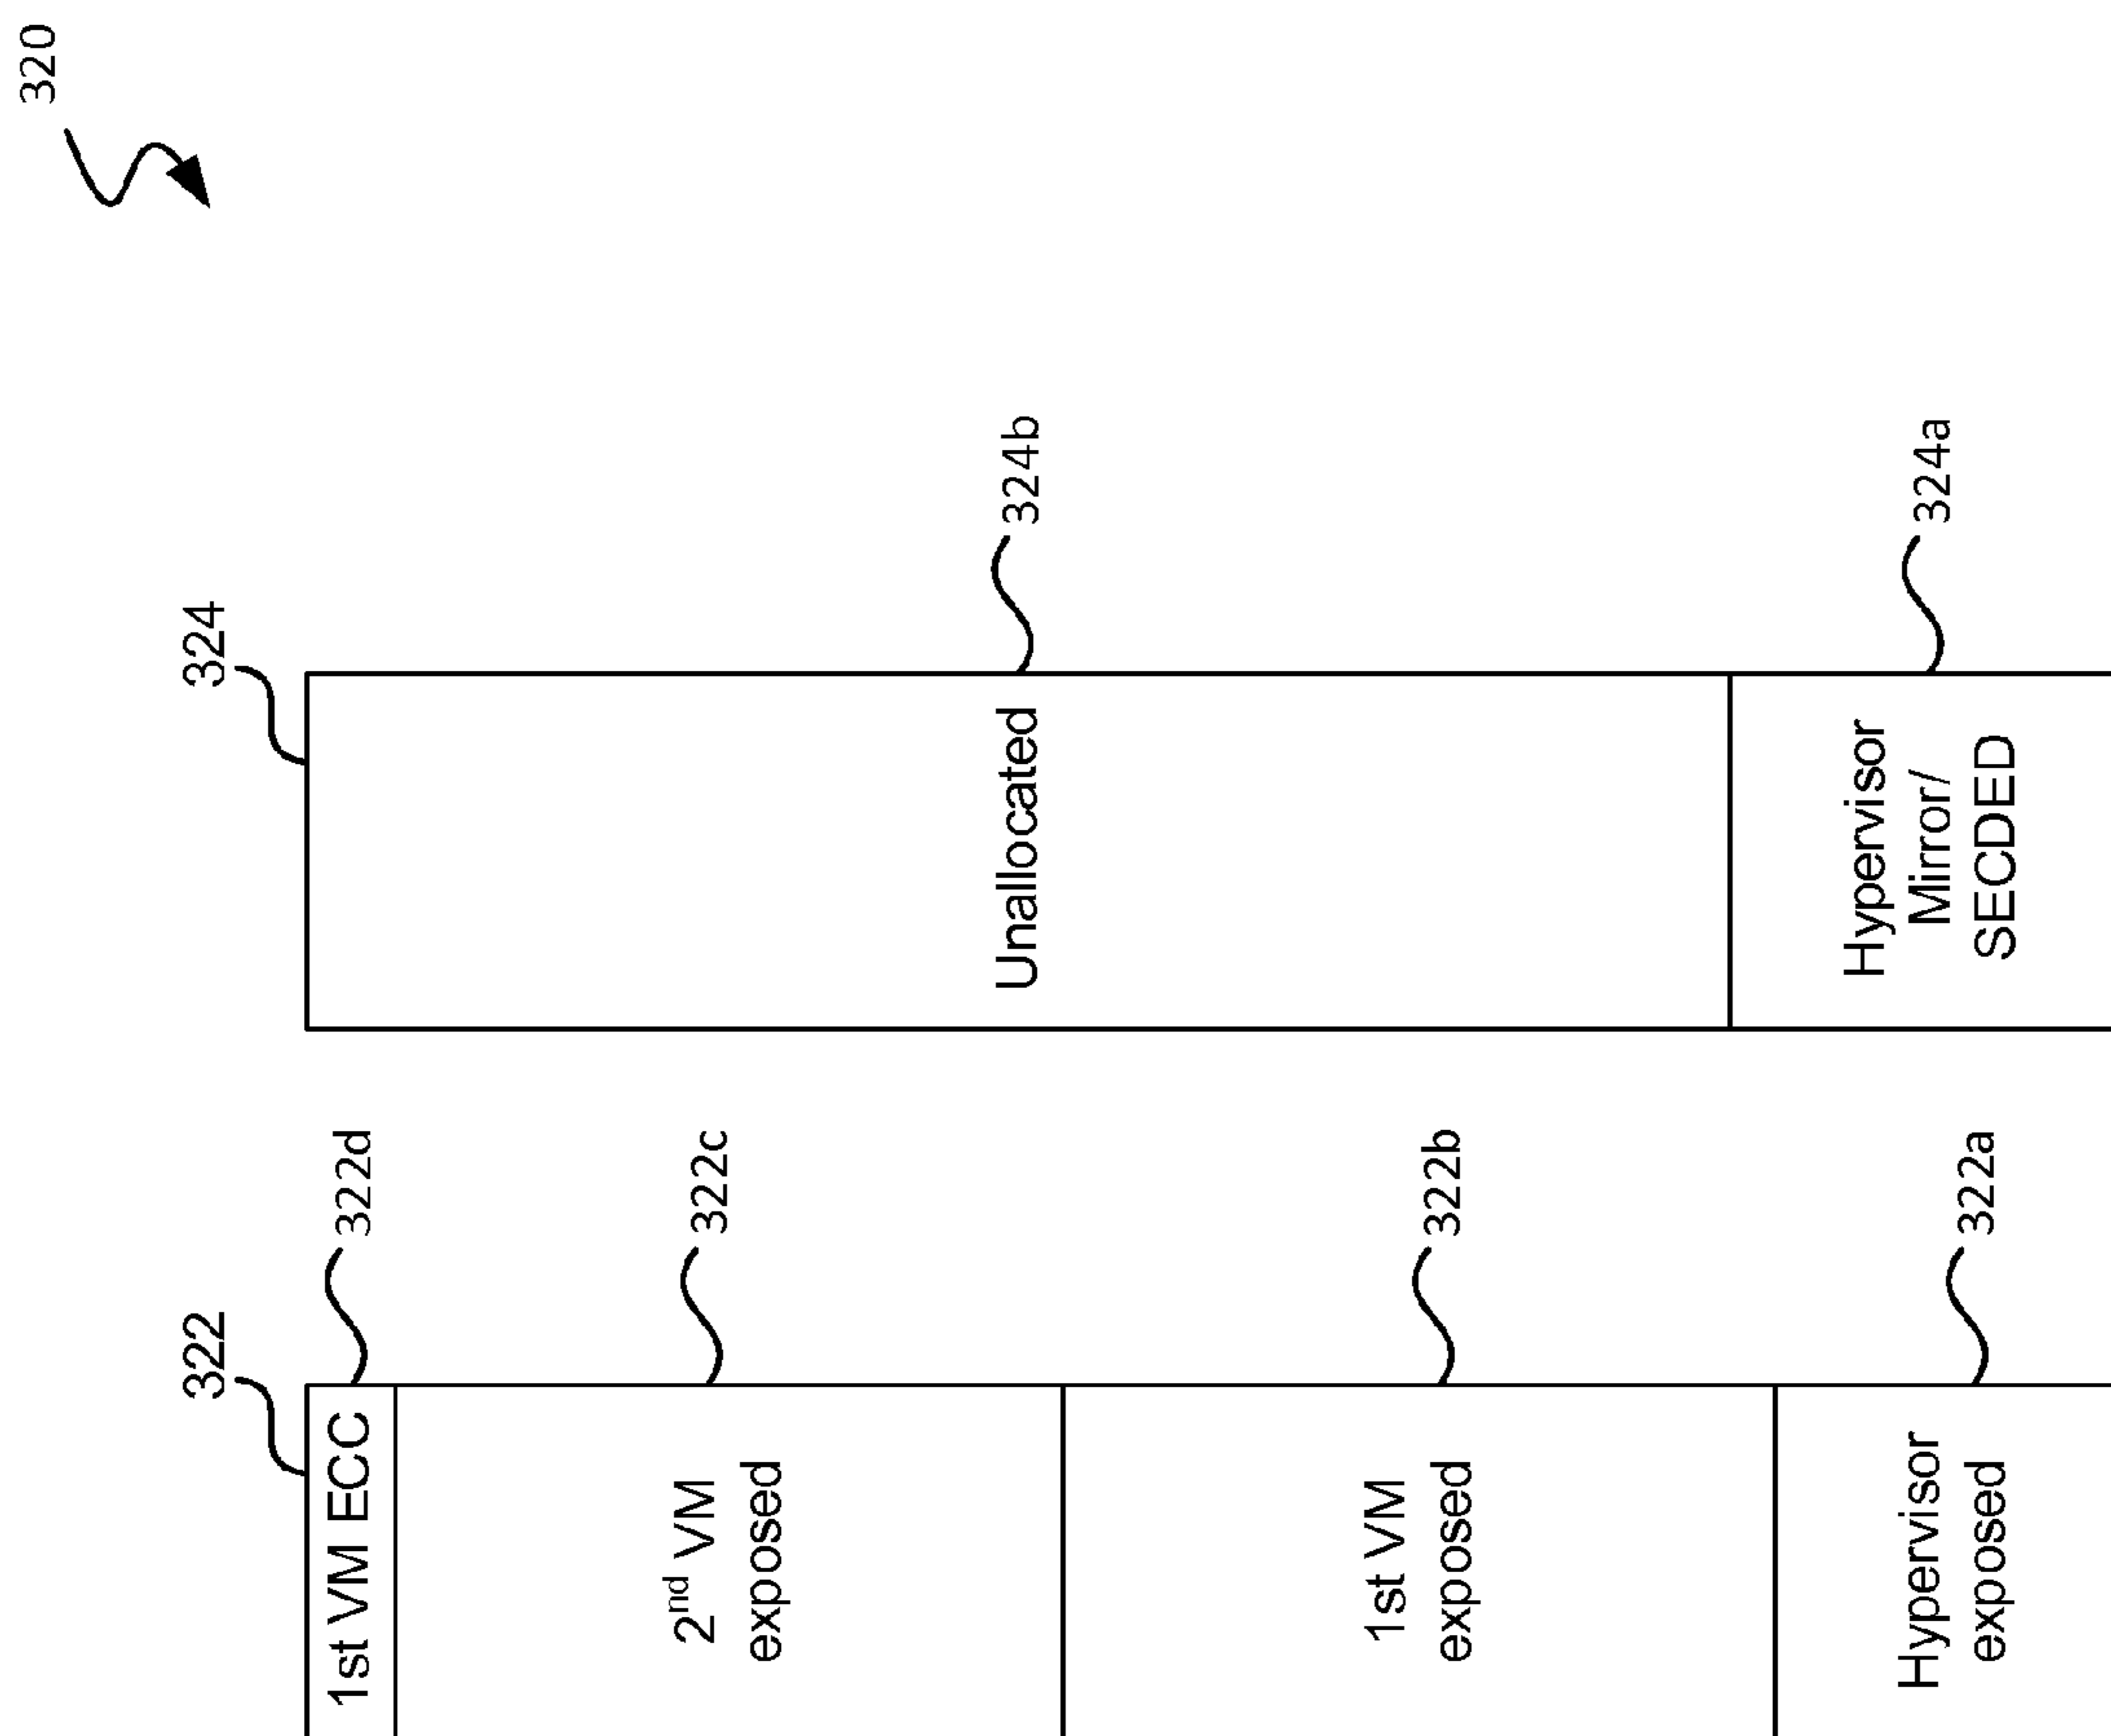 320
322
324
1st VM ECC
322d
2nd VM
exposed
322c
1st VM
exposed
322b
Hypervisor
exposed
322a
Unallocated
324b
Hypervisor
Mirror/
SECDED
324a